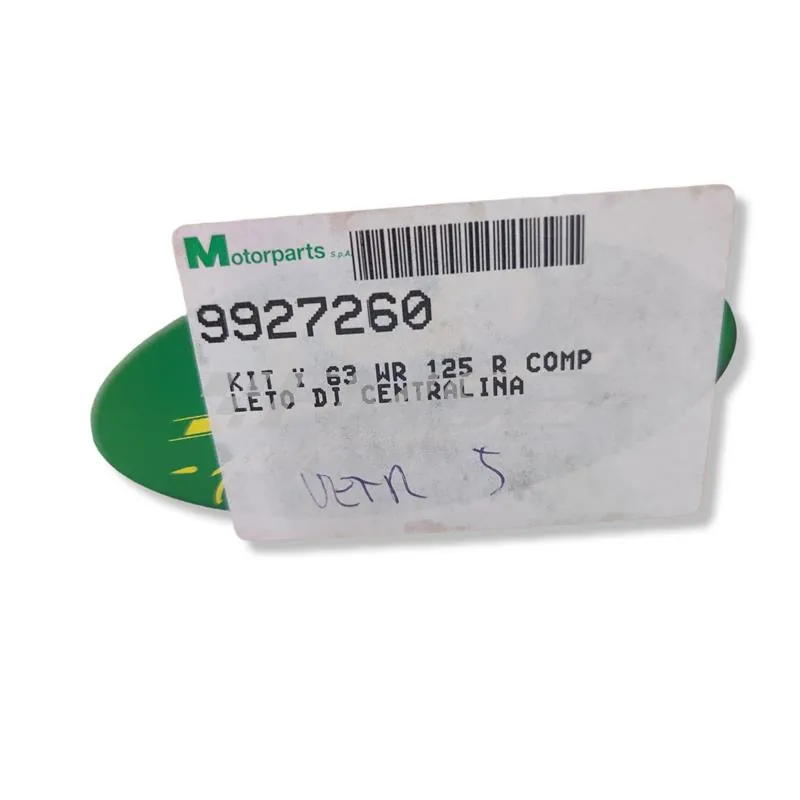 Motorparts S.p.A.
9927260
KIT Ï 63 WR 125 R COMP
LETO DI CENTRALINA
VETR 5